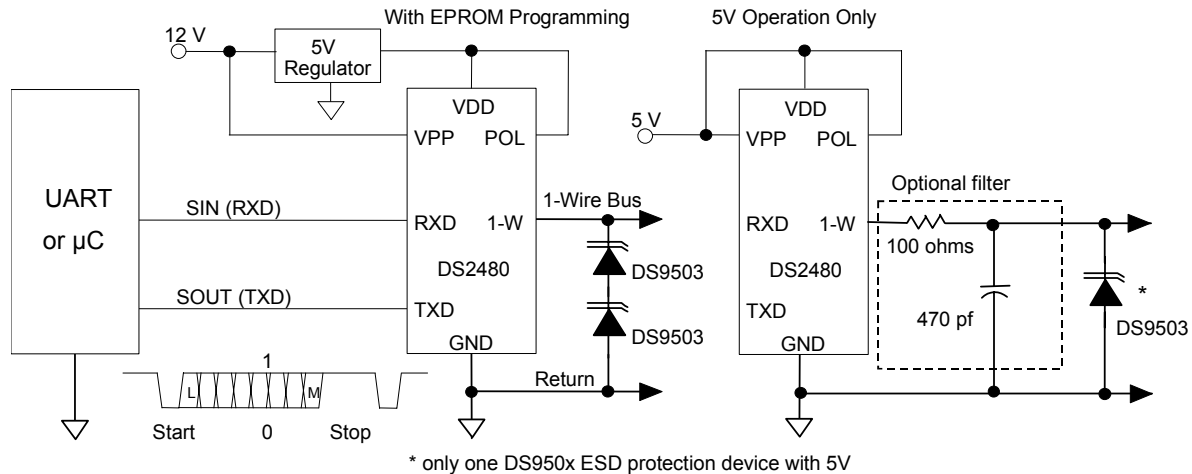 With EPROM Programming
5V Operation Only
12 V
5V
Regulator
VDD
VPP
POL
UART
or µC
SIN (RXD)
RXD
1-W
1-Wire Bus
DS2480
DS9503
DS9503
SOUT (TXD)
TXD
GND
Return
1
L
M
Start
0
Stop
5 V
VDD
VPP
POL
Optional filter
RXD
1-W
100 ohms
DS2480
TXD
470 pf
*
DS9503
GND
* only one DS950x ESD protection device with 5V